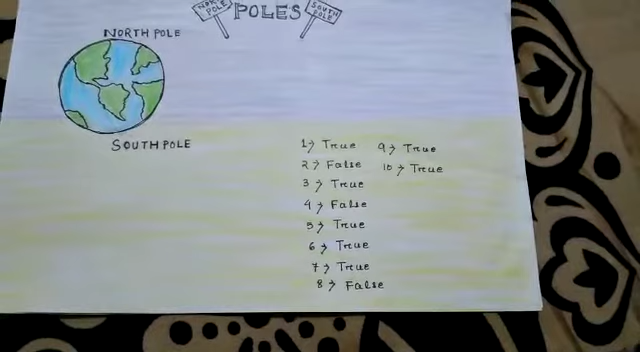 NORTH POLE
POLES
SOUTH POLE
NORTH POLE
SOUTH POLE
1) True
2) False
3) True
4) False
5) True
6) True
7) True
8) False
9) True
10) True